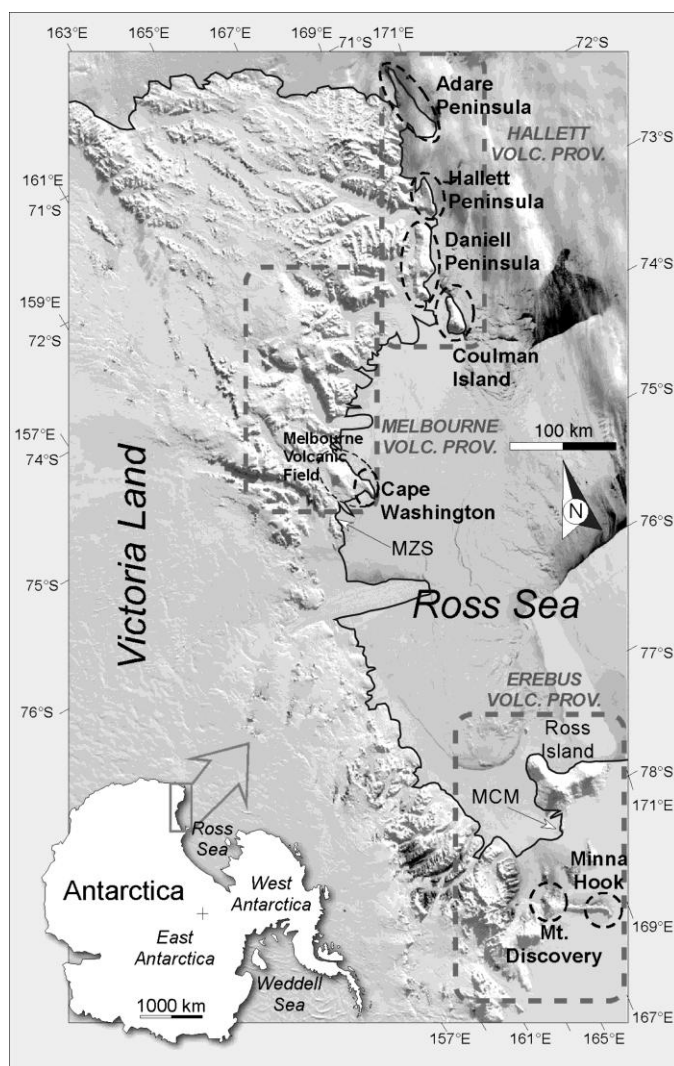 163°E
165°E
167°E
169°E
71°S
171°E
72°S
Adare
Peninsula
HALLETT
VOLC. PROV.
73°S
161°E
71°S
Hallett
Peninsula
Daniell
Peninsula
74°S
159°E
72°S
Coulman
Island
75°S
MELBOURNE
VOLC. PROV.
100 km
157°E
74°S
Melbourne
Volcanic
Field
Cape
Washington
N
76°S
MZS
Victoria Land
75°S
Ross Sea
77°S
EREBUS
VOLC. PROV.
76°S
Ross
Island
78°S
171°E
MCM
Minna
Hook
169°E
Mt.
Discovery
Ross
Sea
Antarctica
West
Antarctica
East
Antarctica
Weddell
Sea
1000 km
167°E
157°E
161°E
165°E